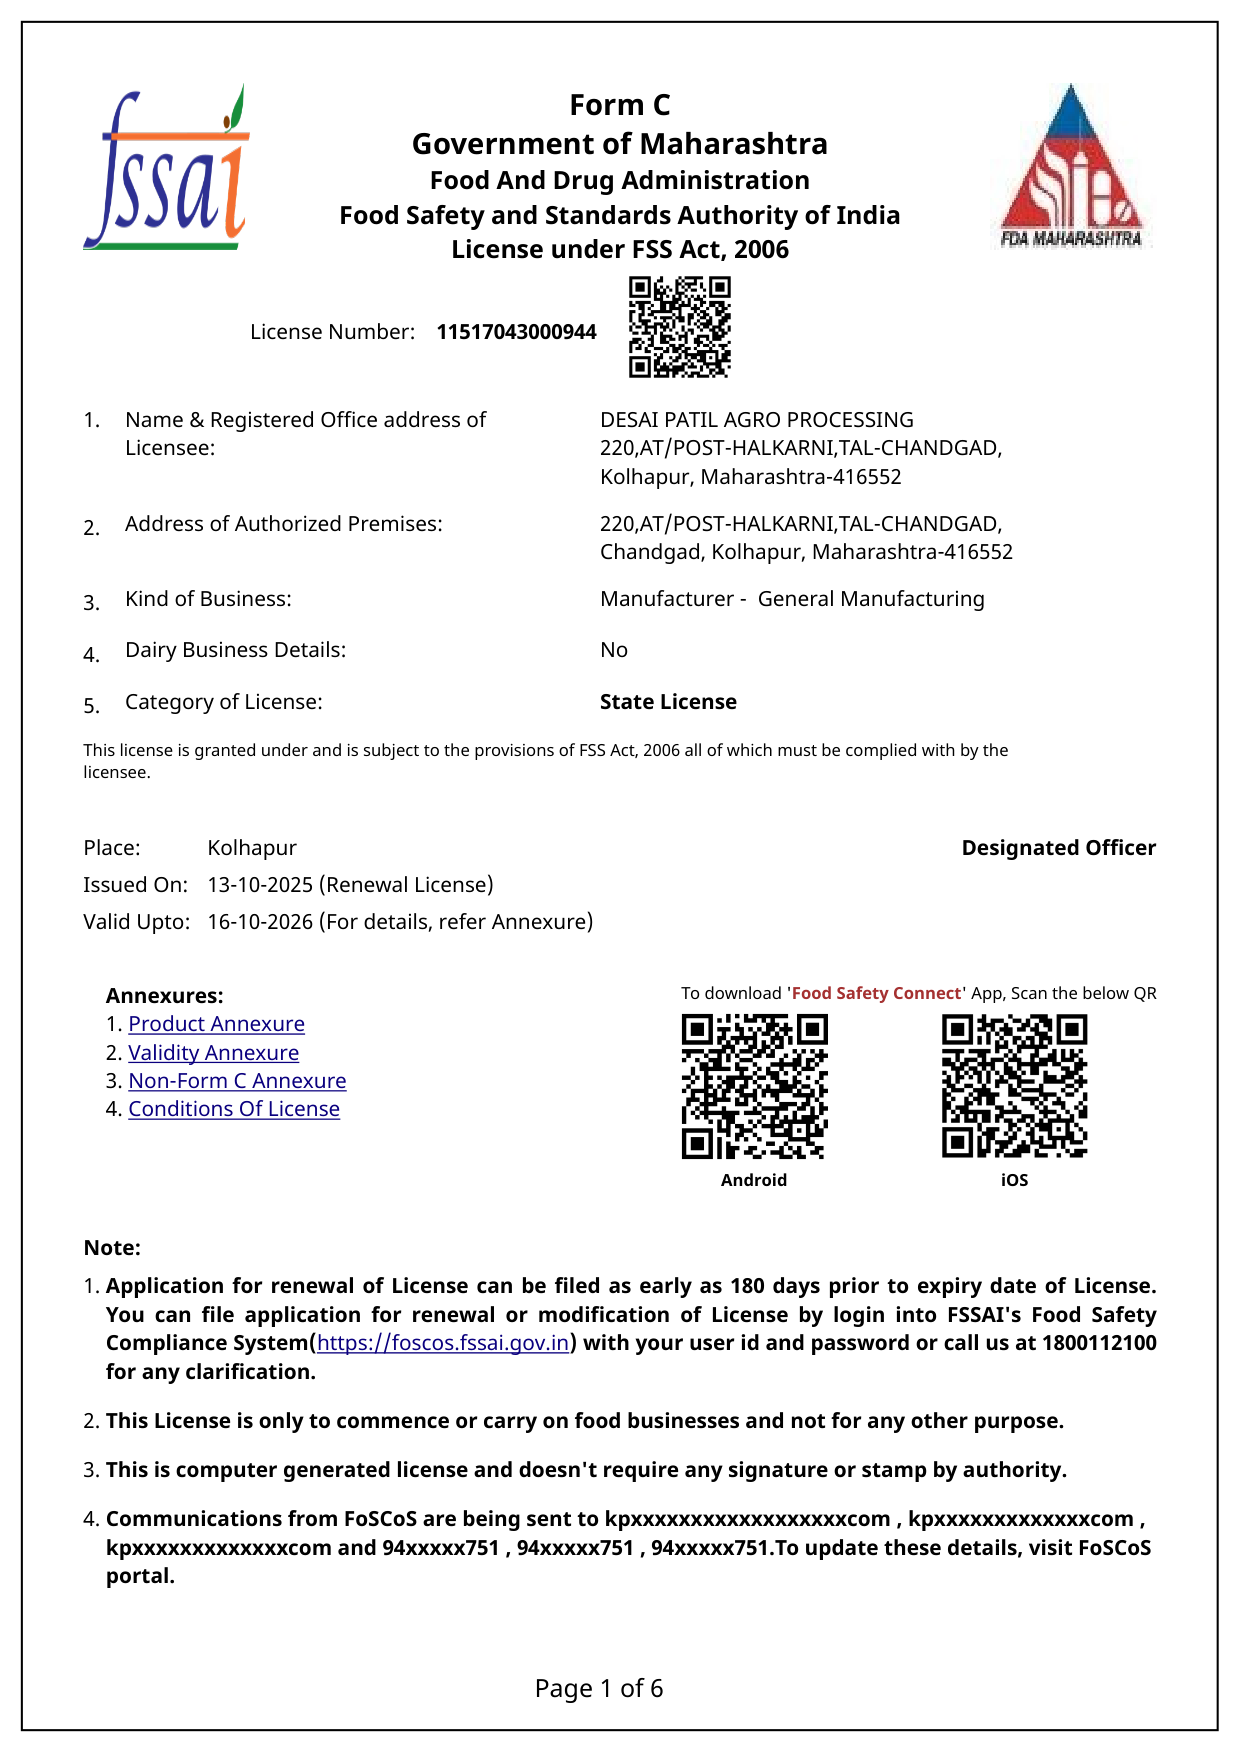 fssai
Form C
Government of Maharashtra
Food And Drug Administration
Food Safety and Standards Authority of India
License under FSS Act, 2006
FDA MAHARASHTRA
License Number: 11517043000944
1. Name & Registered Office address of
Licensee:
DESAI PATIL AGRO PROCESSING
220,AT/POST-HALKARNI,TAL-CHANDGAD,
Kolhapur, Maharashtra-416552
2. Address of Authorized Premises:
220,AT/POST-HALKARNI,TAL-CHANDGAD,
Chandgad, Kolhapur, Maharashtra-416552
3. Kind of Business: Manufacturer - General Manufacturing
4. Dairy Business Details: No
5. Category of License: State License
This license is granted under and is subject to the provisions of FSS Act, 2006 all of which must be complied with by the
licensee.
Place: Kolhapur Designated Officer
Issued On: 13-10-2025 (Renewal License)
Valid Upto: 16-10-2026 (For details, refer Annexure)
Annexures:
1. Product Annexure
2. Validity Annexure
3. Non-Form C Annexure
4. Conditions Of License
To download 'Food Safety Connect' App, Scan the below QR
Android iOS
Note:
1. Application for renewal of License can be filed as early as 180 days prior to expiry date of License.
You can file application for renewal or modification of License by login into FSSAI's Food Safety
Compliance System(https://foscos.fssai.gov.in) with your user id and password or call us at 1800112100
for any clarification.
2. This License is only to commence or carry on food businesses and not for any other purpose.
3. This is computer generated license and doesn't require any signature or stamp by authority.
4. Communications from FoSCoS are being sent to kpxxxxxxxxxxxxxxxxxxcom , kpxxxxxxxxxxxxxcom ,
kpxxxxxxxxxxxxxcom and 94xxxxx751 , 94xxxxx751 , 94xxxxx751.To update these details, visit FoSCoS
portal.
Page 1 of 6